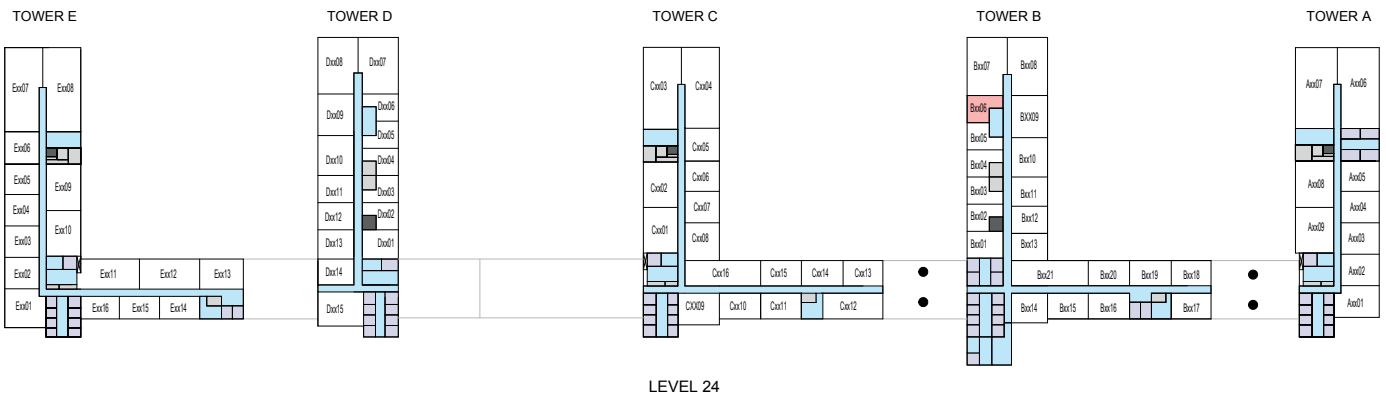 TOWER E
TOWER D
TOWER C
TOWER B
TOWER A
Exx07
Exx08
Exx06
Exx05
Exx09
Exx04
Exx10
Exx03
Exx02
Exx11
Exx12
Exx13
Exx01
Exx16
Exx15
Exx14
Dxx08
Dxx07
Dxx09
Dxx06
Dxx05
Dxx10
Dxx04
Dxx11
Dxx03
Dxx12
Dxx02
Dxx13
Dxx01
Dxx14
Dxx15
Cxx03
Cxx04
Cxx05
Cxx02
Cxx06
Cxx07
Cxx01
Cxx08
Cxx16
Cxx15
Cxx14
Cxx13
CXX09
Cxx10
Cxx11
Cxx12
Bxx07
Bxx08
Bxx06
BXX09
Bxx05
Bxx04
Bxx10
Bxx03
Bxx11
Bxx02
Bxx12
Bxx01
Bxx13
Bxx21
Bxx20
Bxx19
Bxx18
Bxx14
Bxx15
Bxx16
Bxx17
Axx07
Axx06
Axx08
Axx05
Axx04
Axx09
Axx03
Axx02
Axx01
LEVEL 24